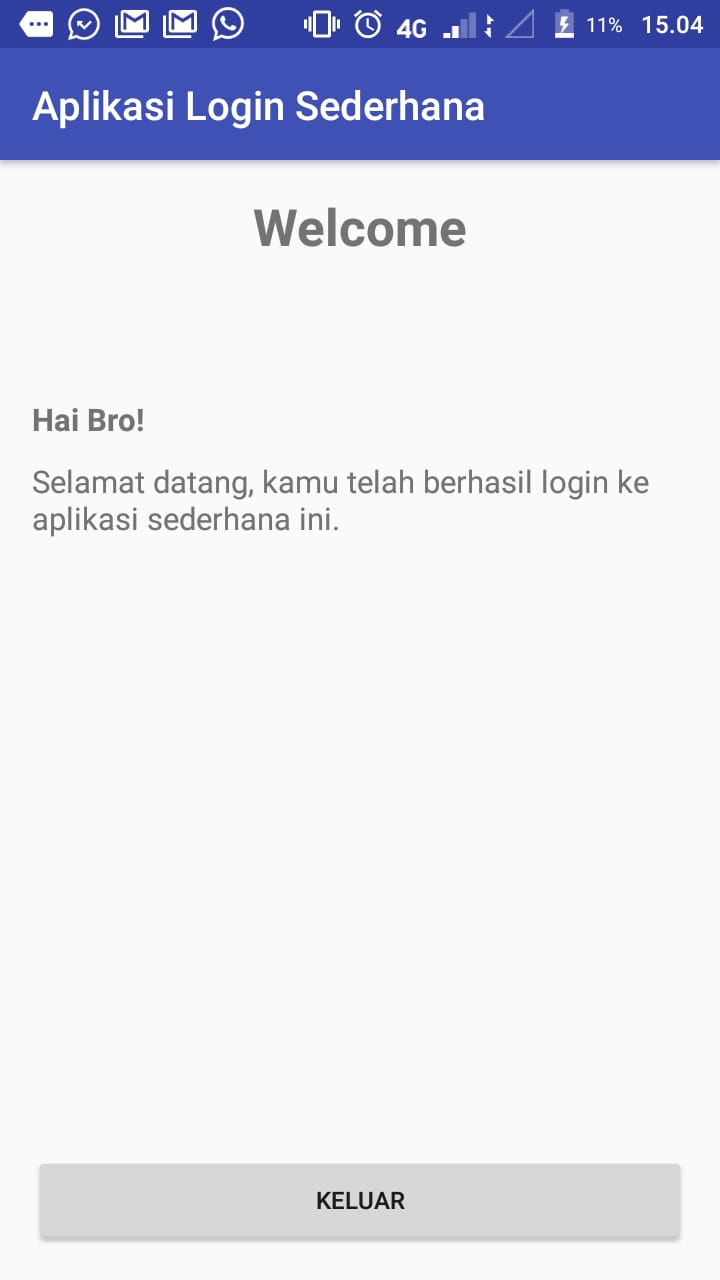 4G 11% 15.04
Aplikasi Login Sederhana
Welcome
Hai Bro!
Selamat datang, kamu telah berhasil login ke
aplikasi sederhana ini.
KELUAR